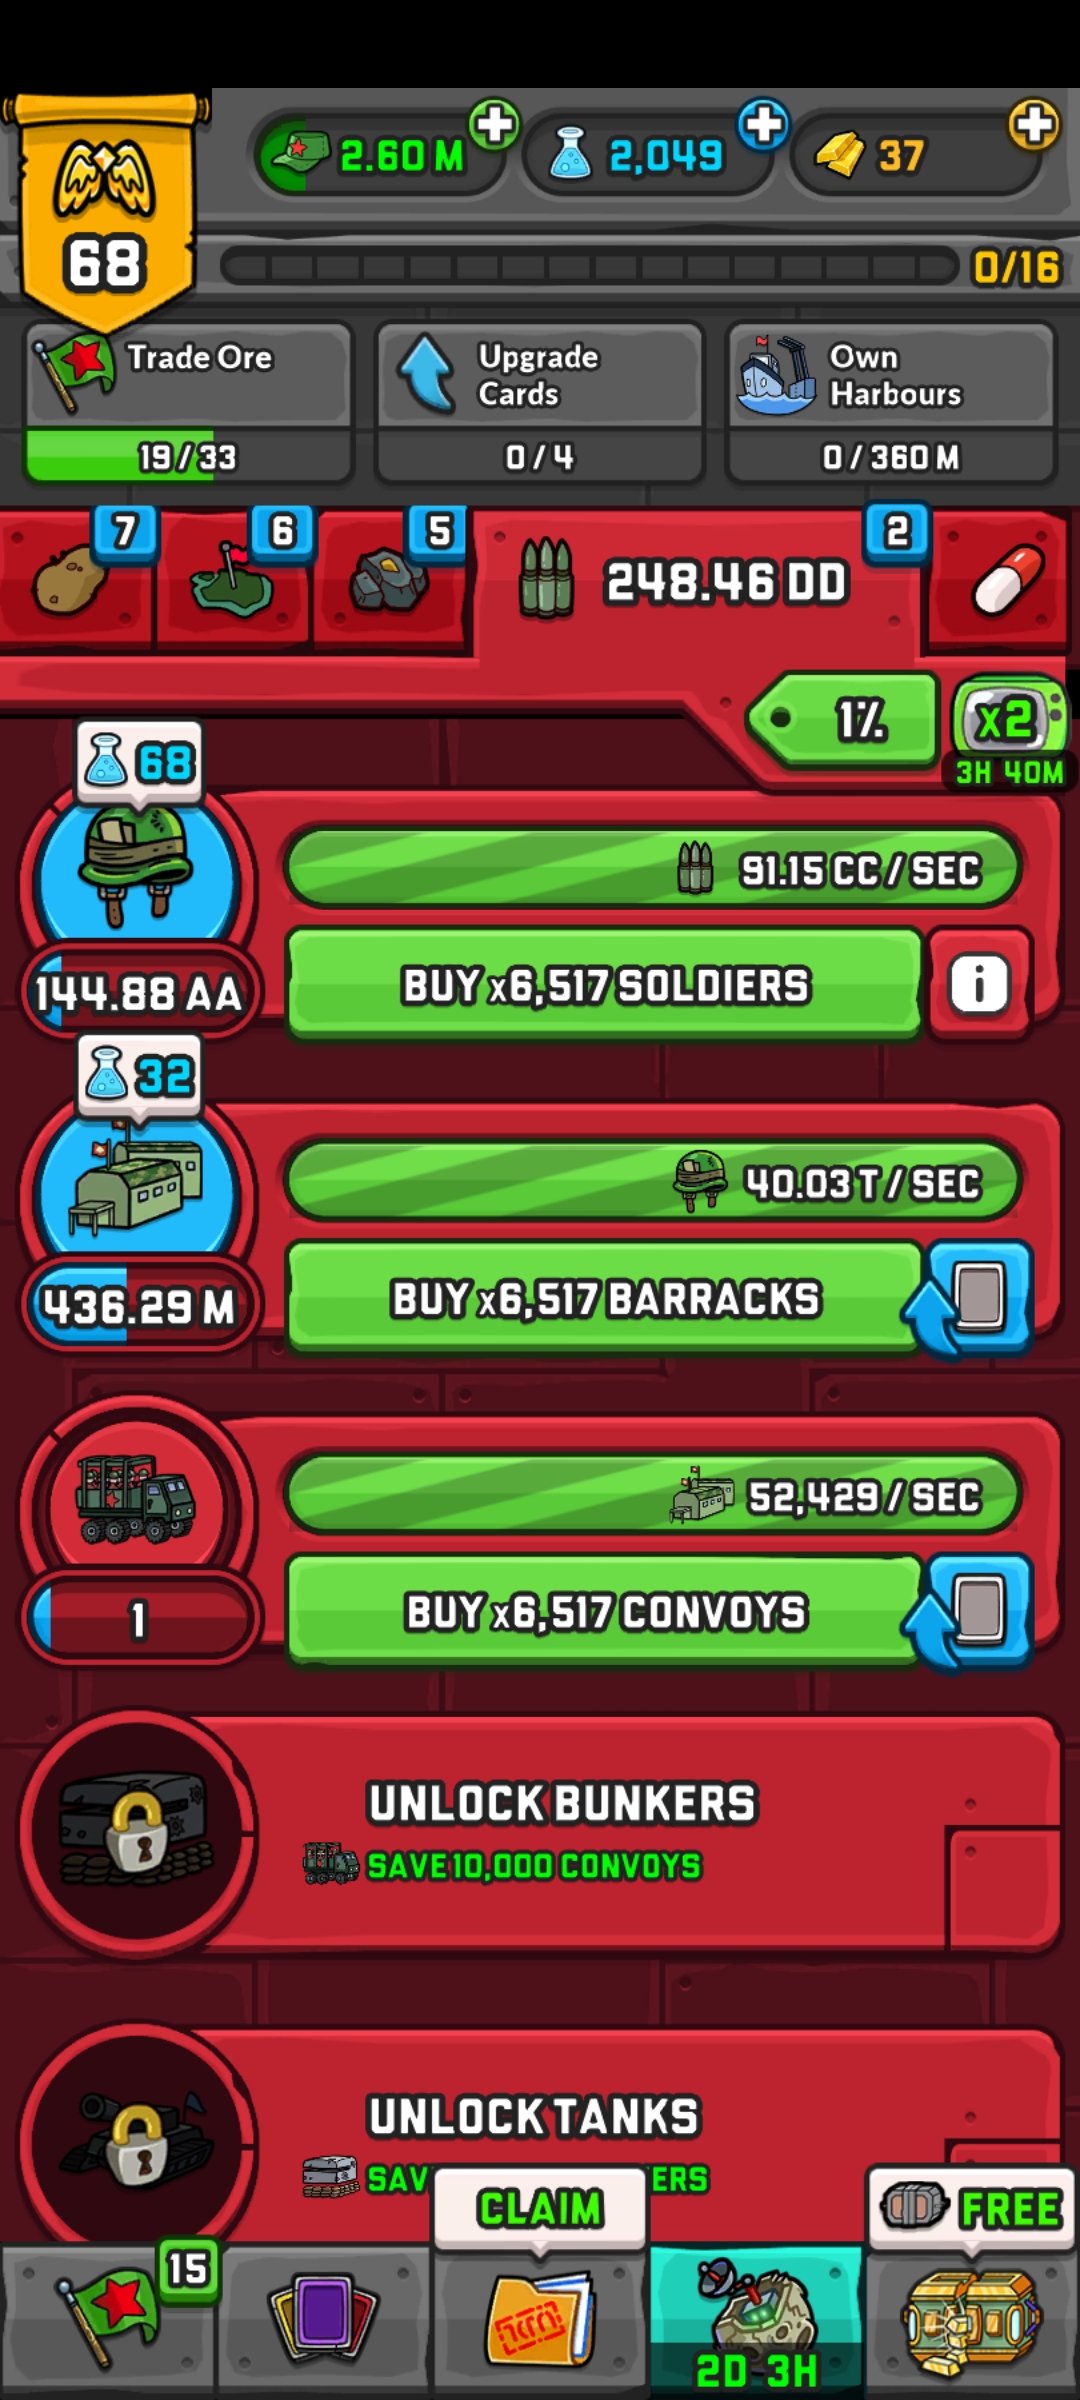 2.60 M
2,049
37
68
0/16
Trade Ore
19/33
Upgrade
Cards
0/4
Own
Harbours
0/360 M
7
6
5
248.46 DD
2
1%
x2
3H 40M
68
91.15 CC / SEC
144.88 AA
BUY x6,517 SOLDIERS
i
32
40.03 T / SEC
436.29 M
BUY x6,517 BARRACKS
52,429 / SEC
1
BUY x6,517 CONVOYS
UNLOCK BUNKERS
SAVE 10,000 CONVOYS
UNLOCK TANKS
CLAIM
FREE
15
2D 3H